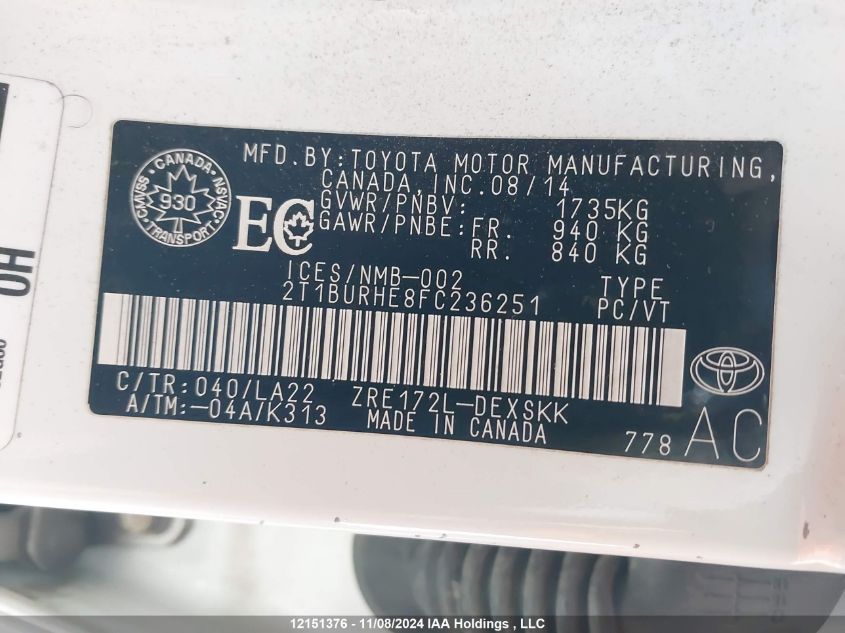 MFD.BY:TOYOTA MOTOR MANUFACTURING,
CANADA, INC.08/14
GVWR/PNBV: 1735KG
GAWR/PNBE:FR. 940 KG
RR. 840 KG
CANADA
CMVSS 930 NSVAC
TRANSPORT
EC
ICES/NMB-002 TYPE
2T1BURHE8FC236251 PC/VT
C/TR:040/LA22 ZRE172L-DEXSKK
A/TM:-04A/K313 MADE IN CANADA
778 AC
HO
12151376 - 11/08/2024 IAA Holdings , LLC